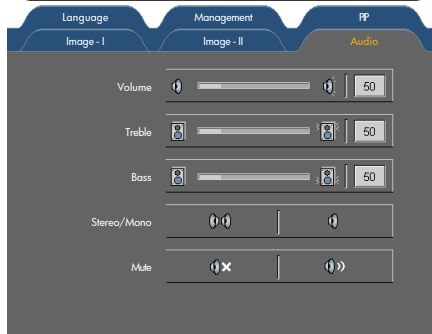 Language Management PIP
Image - I Image - II Audio
Volume 50
Treble 50
Bass 50
Stereo/Mono
Mute